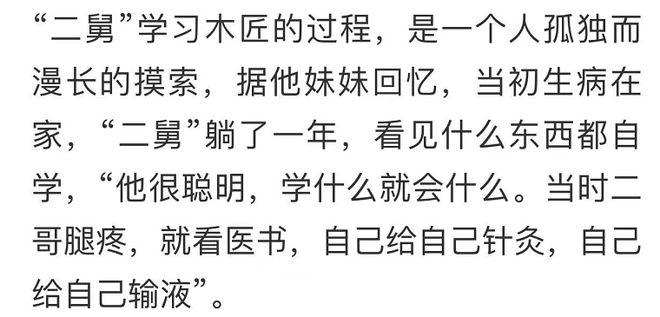 “二舅”学习木匠的过程，是一个人孤独而
漫长的摸索，据他妹妹回忆，当初生病在
家，“二舅”躺了一年，看见什么东西都自
学，“他很聪明，学什么就会什么。当时二
哥腿疼，就看医书，自己给自己针灸，自己
给自己输液”。